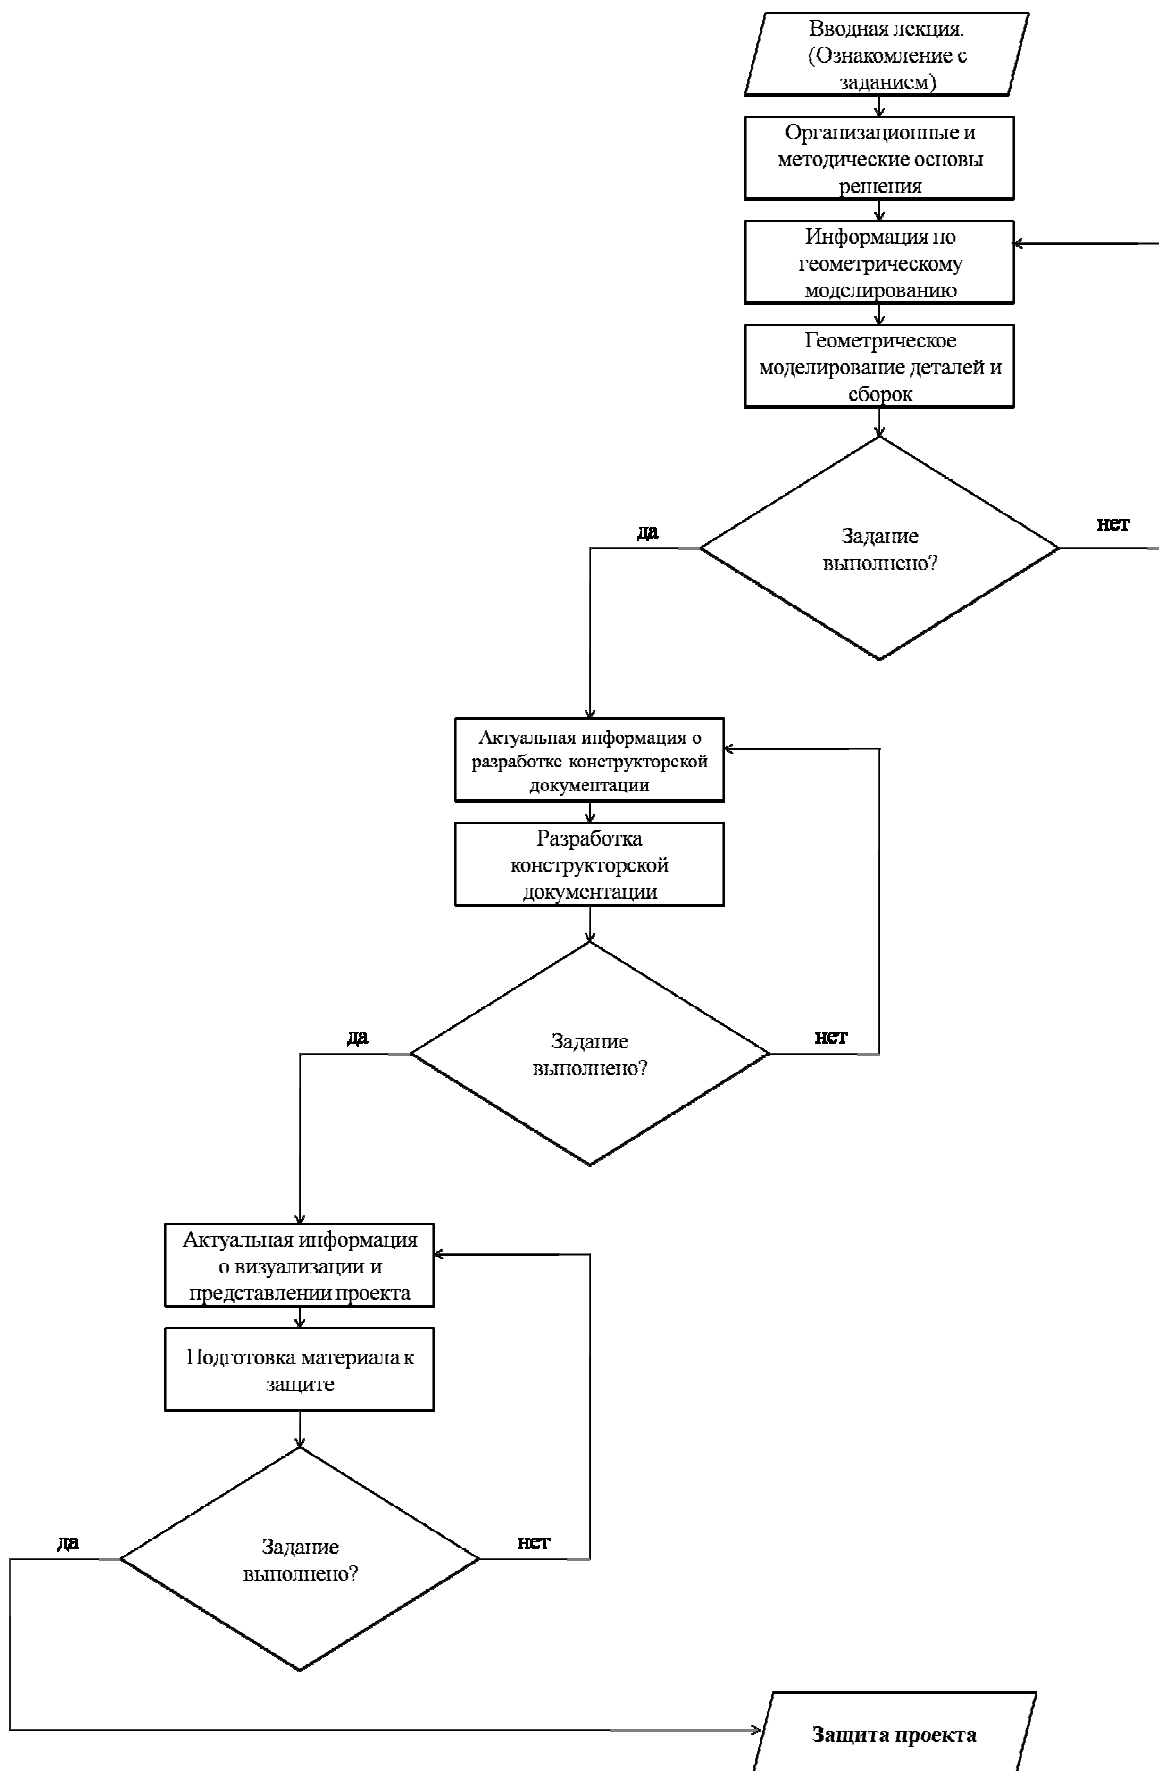 Вводная лекция.
(Ознакомление с
заданием)
Организационные и
методические основы
решения
Информация по
геометрическому
моделированию
Геометрическое
моделирование деталей и
сборок
да
нет
Задание
выполнено?
Актуальная информация о
разработке конструкторской
документации
Разработка
конструкторской
документации
да
нет
Задание
выполнено?
Актуальная информация
о визуализации и
представлении проекта
Подготовка материала к
защите
да
нет
Задание
выполнено?
Защита проекта